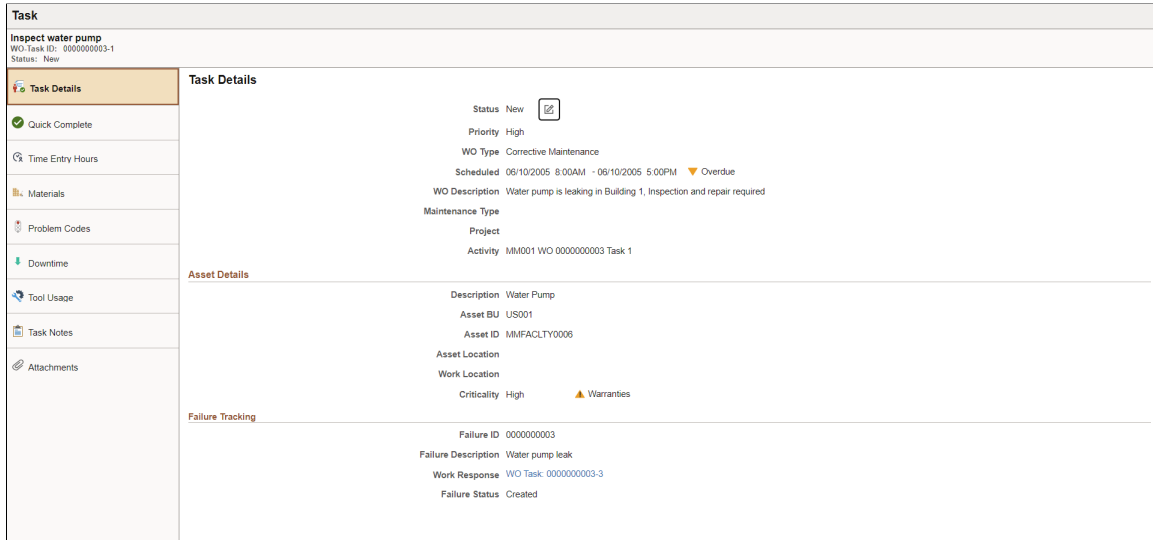 Task
Inspect water pump
WO-Task ID: 0000000003-1
Status: New
Task Details
Quick Complete
Time Entry Hours
Materials
Problem Codes
Downtime
Tool Usage
Task Notes
Attachments
Task Details
Status New
Priority High
WO Type Corrective Maintenance
Scheduled 06/10/2005 8:00AM - 06/10/2005 5:00PM Overdue
WO Description Water pump is leaking in Building 1, Inspection and repair required
Maintenance Type
Project
Activity MM001 WO 0000000003 Task 1
Asset Details
Description Water Pump
Asset BU US001
Asset ID MMFACLTY0006
Asset Location
Work Location
Criticality High Warranties
Failure Tracking
Failure ID 0000000003
Failure Description Water pump leak
Work Response WO Task: 0000000003-3
Failure Status Created